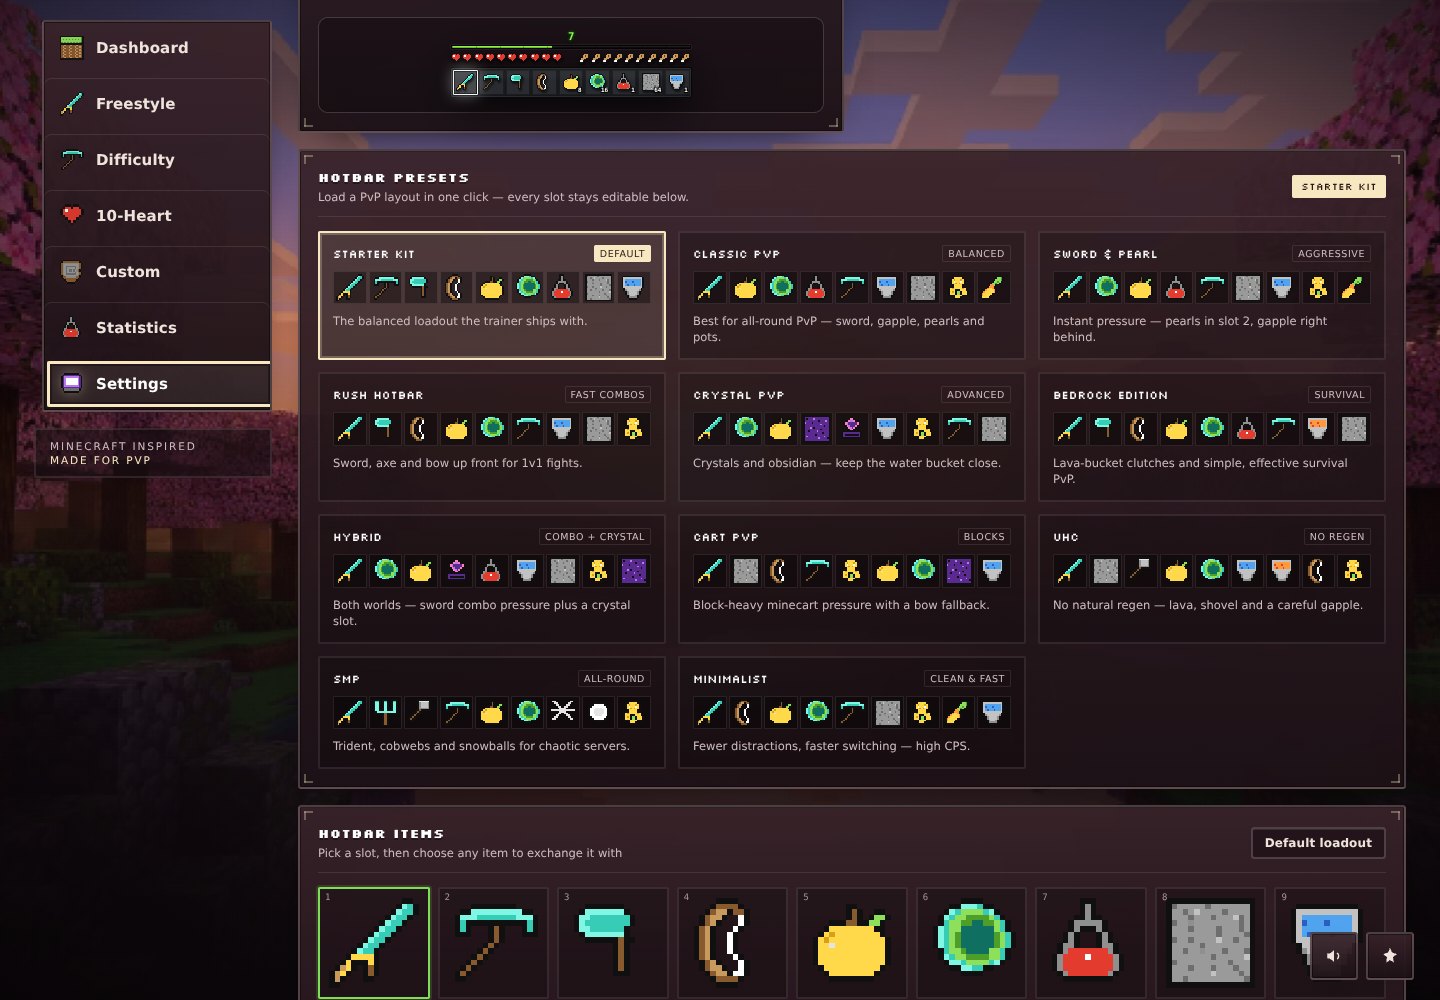 Dashboard
Freestyle
Difficulty
10-Heart
Custom
Statistics
Settings
MINECRAFT INSPIRED
MADE FOR PVP
7
8
16
1
64
1
HOTBAR PRESETS
Load a PvP layout in one click — every slot stays editable below.
STARTER KIT
STARTER KIT
DEFAULT
The balanced loadout the trainer ships with.
CLASSIC PVP
BALANCED
Best for all-round PvP — sword, gapple, pearls and
pots.
SWORD & PEARL
AGGRESSIVE
Instant pressure — pearls in slot 2, gapple right
behind.
RUSH HOTBAR
FAST COMBOS
Sword, axe and bow up front for 1v1 fights.
CRYSTAL PVP
ADVANCED
Crystals and obsidian — keep the water bucket close.
BEDROCK EDITION
SURVIVAL
Lava-bucket clutches and simple, effective survival
PvP.
HYBRID
COMBO + CRYSTAL
Both worlds — sword combo pressure plus a crystal
slot.
CART PVP
BLOCKS
Block-heavy minecart pressure with a bow fallback.
UHC
NO REGEN
No natural regen — lava, shovel and a careful gapple.
SMP
ALL-ROUND
Trident, cobwebs and snowballs for chaotic servers.
MINIMALIST
CLEAN & FAST
Fewer distractions, faster switching — high CPS.
HOTBAR ITEMS
Pick a slot, then choose any item to exchange it with
Default loadout
1
2
3
4
5
6
7
8
9